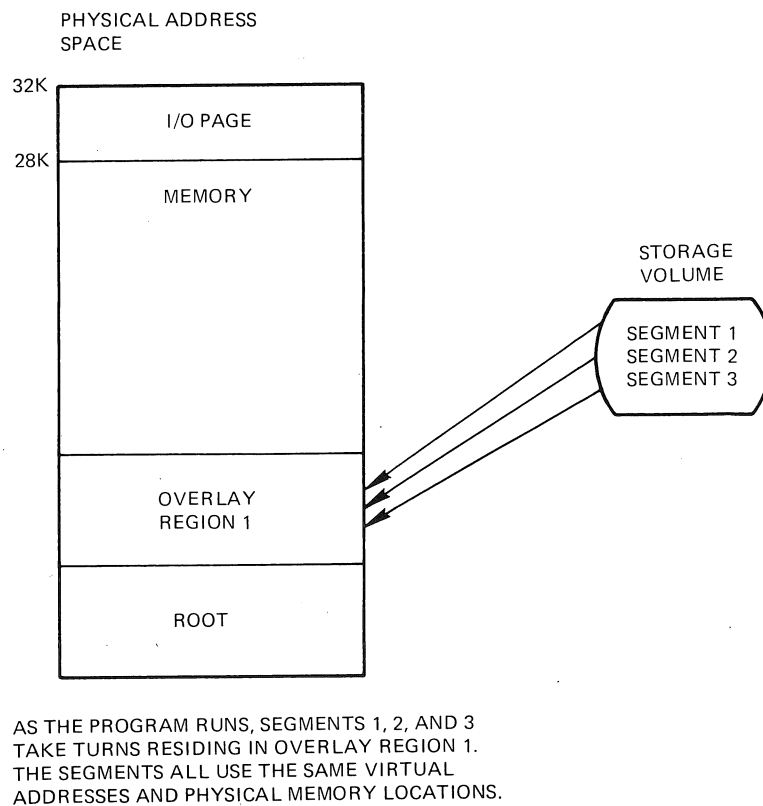 PHYSICAL ADDRESS
SPACE
32K
I/O PAGE
28K
MEMORY
STORAGE
VOLUME
SEGMENT 1
SEGMENT 2
SEGMENT 3
OVERLAY
REGION 1
ROOT
AS THE PROGRAM RUNS, SEGMENTS 1, 2, AND 3
TAKE TURNS RESIDING IN OVERLAY REGION 1.
THE SEGMENTS ALL USE THE SAME VIRTUAL
ADDRESSES AND PHYSICAL MEMORY LOCATIONS.